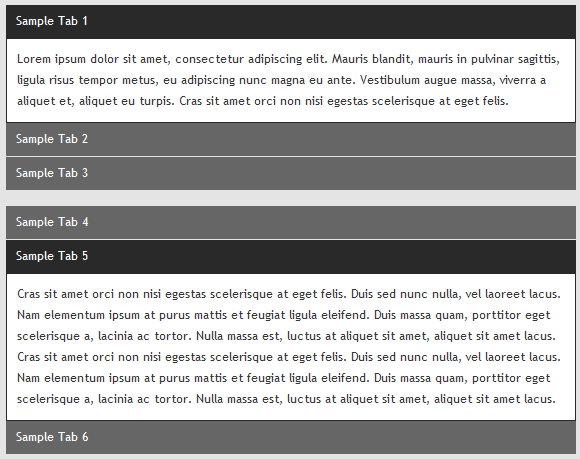 Sample Tab 1
Lorem ipsum dolor sit amet, consectetur adipiscing elit. Mauris blandit, mauris in pulvinar sagittis,
ligula risus tempor metus, eu adipiscing nunc magna eu ante. Vestibulum augue massa, viverra a
aliquet et, aliquet eu turpis. Cras sit amet orci non nisi egestas scelerisque at eget felis.
Sample Tab 2
Sample Tab 3
Sample Tab 4
Sample Tab 5
Cras sit amet orci non nisi egestas scelerisque at eget felis. Duis sed nunc nulla, vel laoreet lacus.
Nam elementum ipsum at purus mattis et feugiat ligula eleifend. Duis massa quam, porttitor eget
scelerisque a, lacinia ac tortor. Nulla massa est, luctus at aliquet sit amet, aliquet sit amet lacus.
Cras sit amet orci non nisi egestas scelerisque at eget felis. Duis sed nunc nulla, vel laoreet lacus.
Nam elementum ipsum at purus mattis et feugiat ligula eleifend. Duis massa quam, porttitor eget
scelerisque a, lacinia ac tortor. Nulla massa est, luctus at aliquet sit amet, aliquet sit amet lacus.
Sample Tab 6